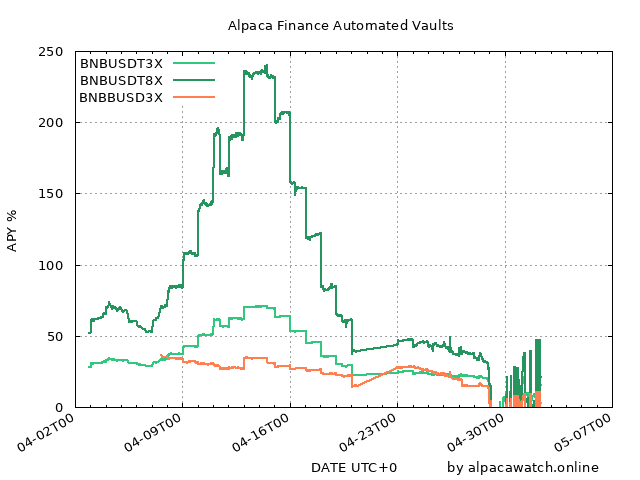 Alpaca Finance Automated Vaults
250
200
150
100
50
0
APY %
BNBUSDT3X
BNBUSDT8X
BNBBUSD3X
04-02T00
04-09T00
04-16T00
04-23T00
04-30T00
05-07T00
DATE UTC+0
by alpacawatch.online